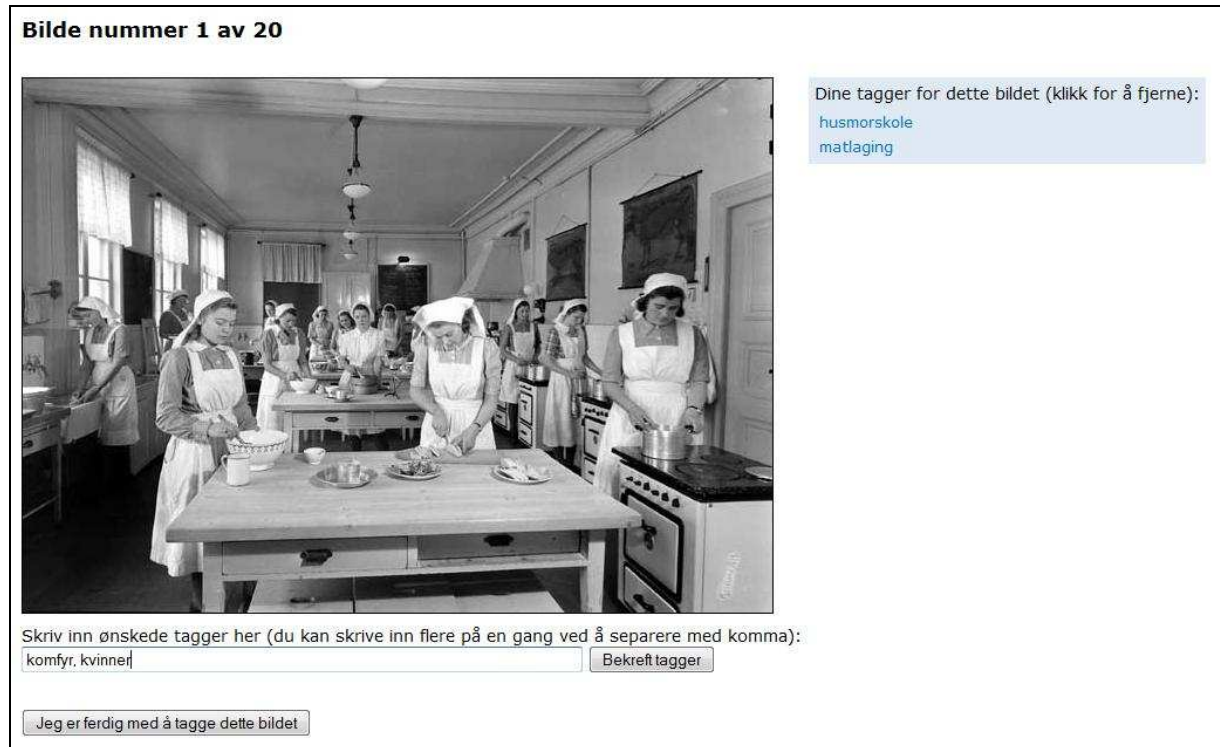 Bilde nummer 1 av 20
Dine tagger for dette bildet (klikk for å fjerne):
husmorskole
matlaging
Skriv inn ønskede tagger her (du kan skrive inn flere på en gang ved å separere med komma):
komfyr, kvinner
Bekreft tagger
Jeg er ferdig med å tagge dette bildet